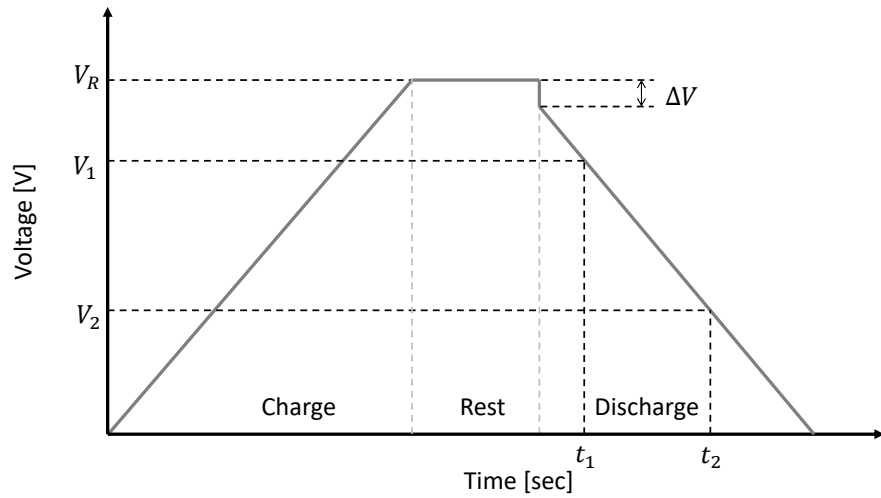 V_R
ΔV
V_1
Voltage [V]
V_2
Charge
Rest
Discharge
t_1
t_2
Time [sec]